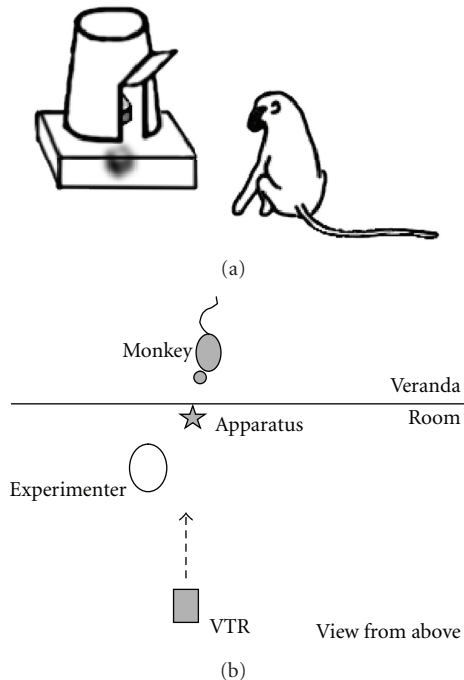 (a)
Monkey
Veranda
Apparatus
Room
Experimenter
VTR
View from above
(b)